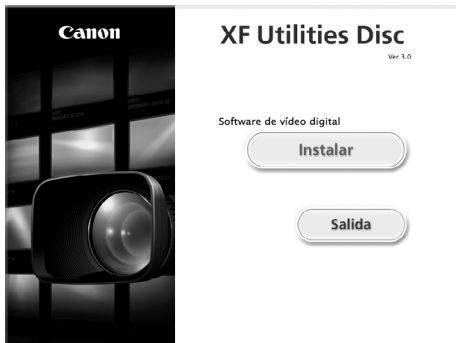 Canon
XF Utilities Disc
Ver.3.0
Software de vídeo digital
Instalar
Salida